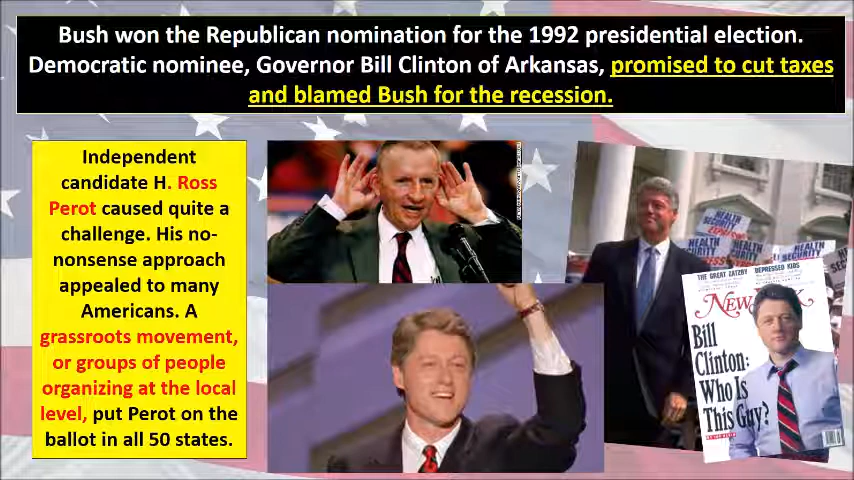 Bush won the Republican nomination for the 1992 presidential election.
Democratic nominee, Governor Bill Clinton of Arkansas, promised to cut taxes
and blamed Bush for the recession.
Independent
candidate H. Ross
Perot caused quite a
challenge. His no-
nonsense approach
appealed to many
Americans. A
grassroots movement,
or groups of people
organizing at the local
level, put Perot on the
ballot in all 50 states.
HEALTH
SECURITY
HEALTH
SECURITY
HEALTH
SECURITY
THE GREAT GATZBY DEPRESSED KIDS
Bill
Clinton:
Who Is
This Guy?